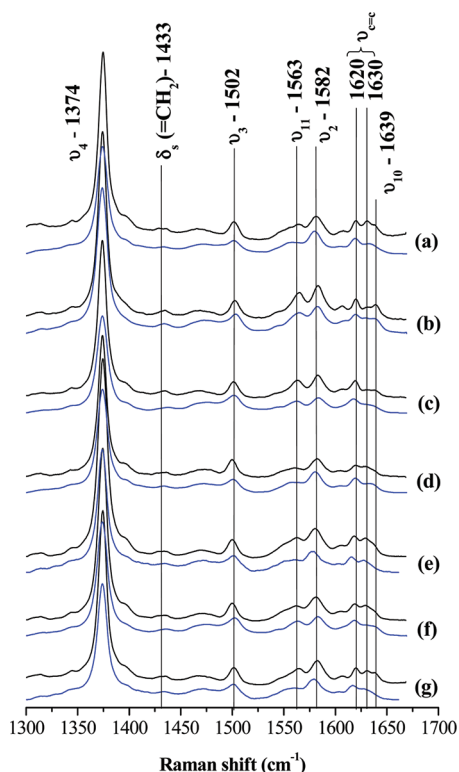 υ4 - 1374
δs (=CH2) - 1433
υ3 - 1502
υ11 - 1563
υ2 - 1582
υc=c
1620
1630
υ10 - 1639
(a)
(b)
(c)
(d)
(e)
(f)
(g)
1300 1350 1400 1450 1500 1550 1600 1650 1700
Raman shift (cm-1)